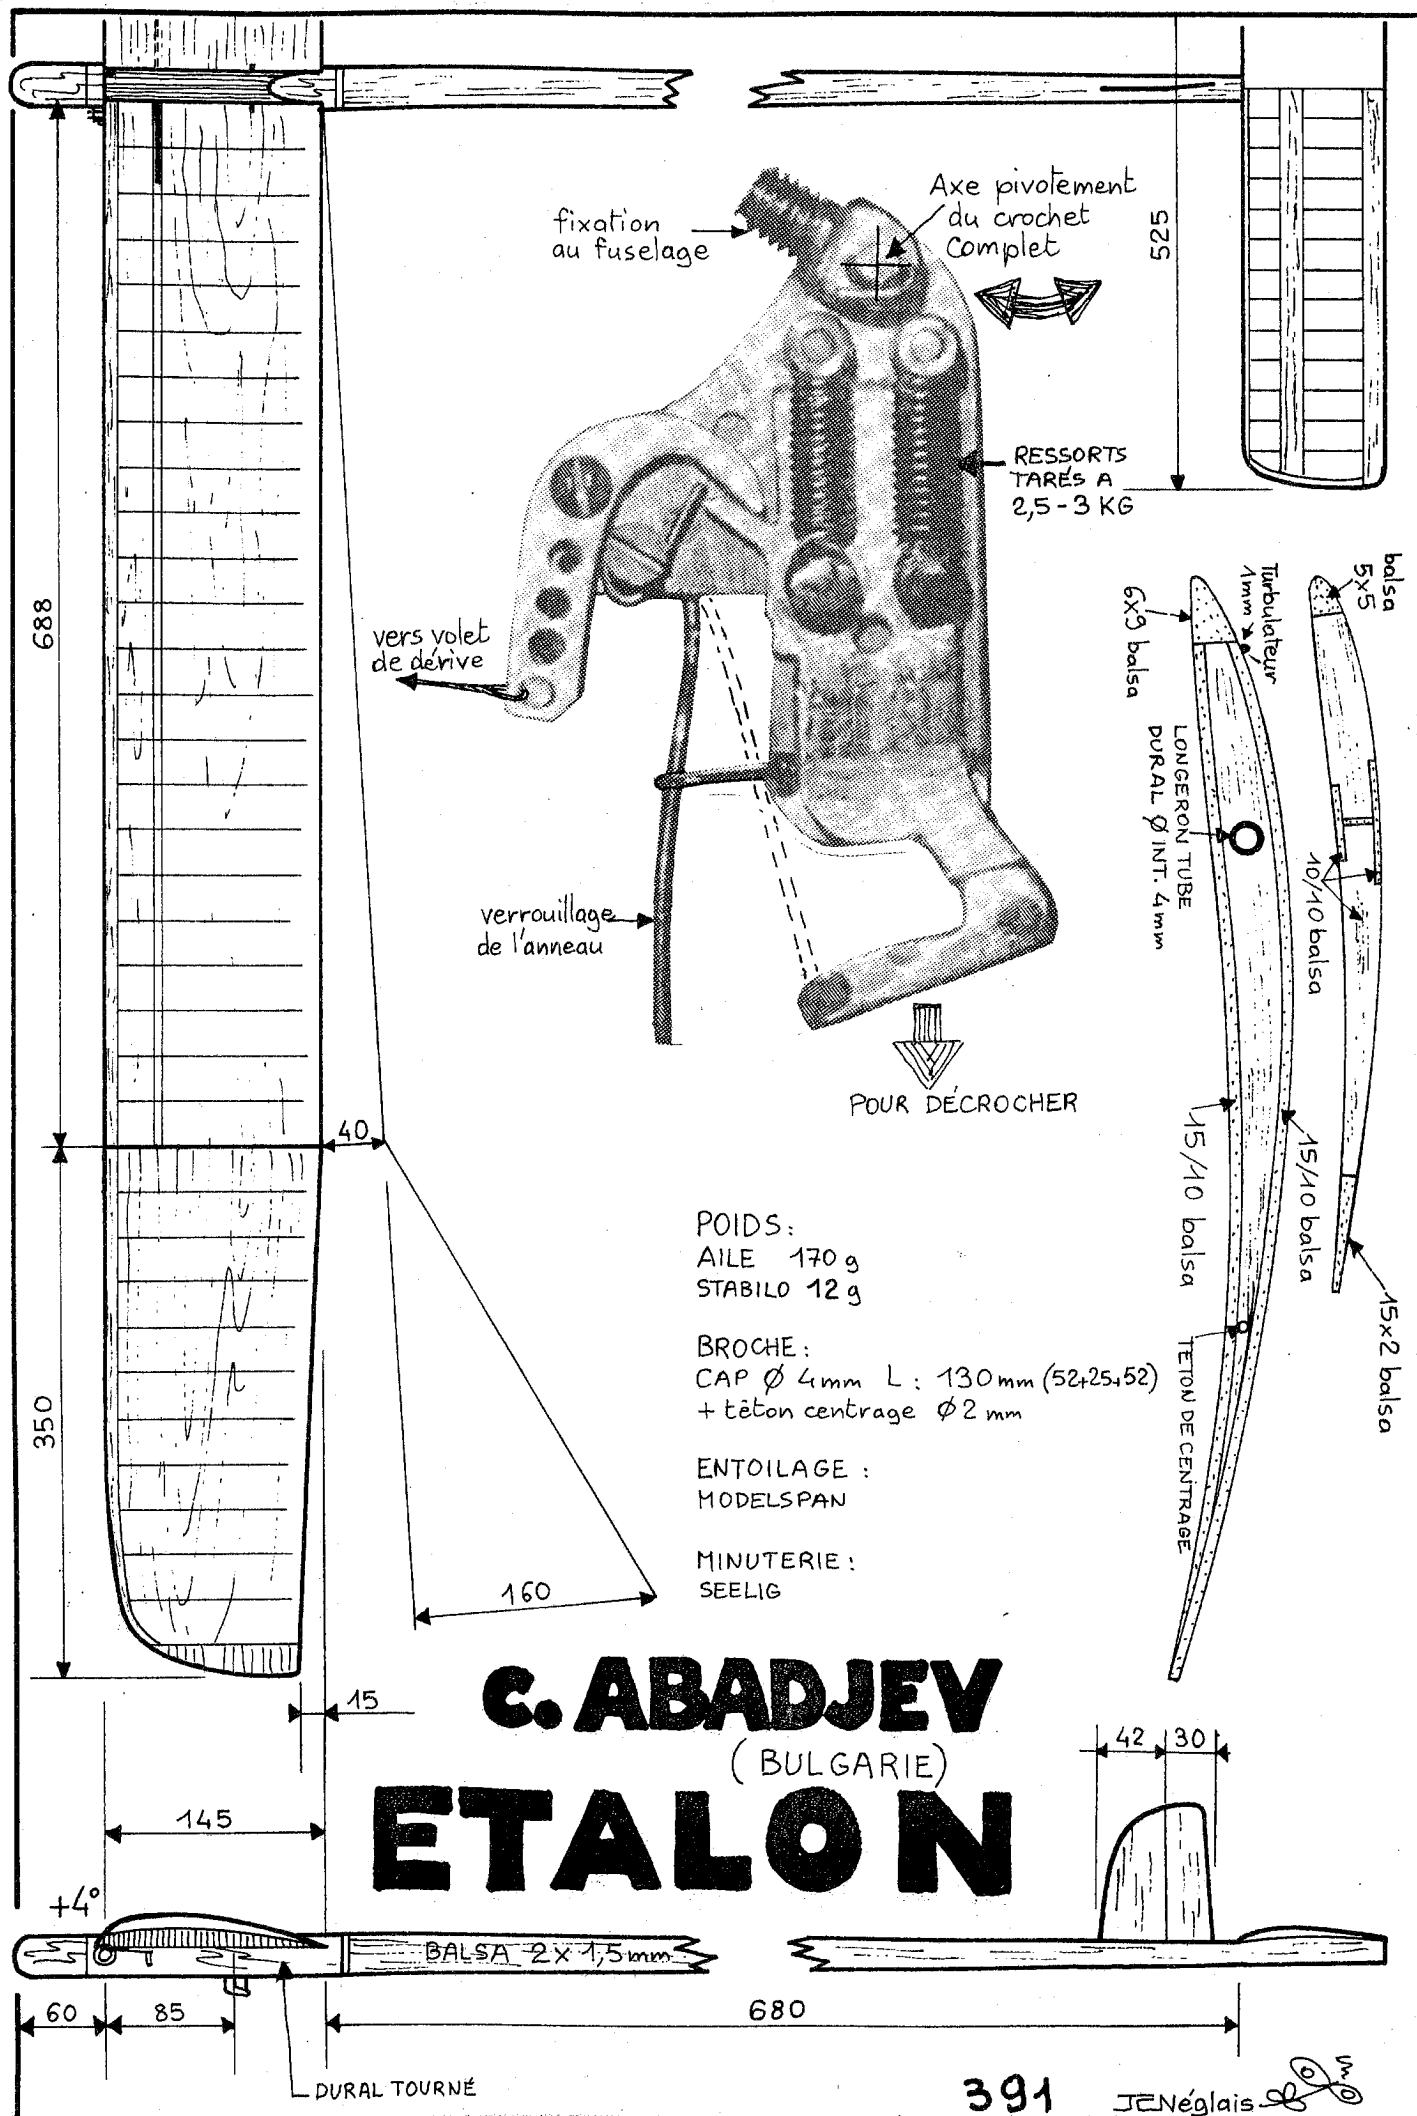 fixation
au fuselage
Axe pivotement
du crochet
complet
525
RESSORTS
TARÉS A
2,5-3 KG
688
vers volet
de dérive
balsa
5x5
Turbulateur
1mm
6x9 balsa
LONGERON TUBE
DURAL Ø INT. 4mm
10/10 balsa
verrouillage
de l'anneau
POUR DÉCROCHER
40
15/10 balsa
15/10 balsa
15x2 balsa
TETON DE CENTRAGE
POIDS:
AILE 170 g
STABILO 12 g
BROCHE:
CAP Ø 4mm L: 130mm (52+25+52)
+ têton centrage Ø 2 mm
ENTOILAGE :
MODELSPAN
MINUTERIE:
SEELIG
350
160
15
C. ABADJEV
(BULGARIE)
ETALON
42 30
145
+4°
BALSA 2 x 1,5mm
60 85
680
DURAL TOURNÉ
391
JCNéglais